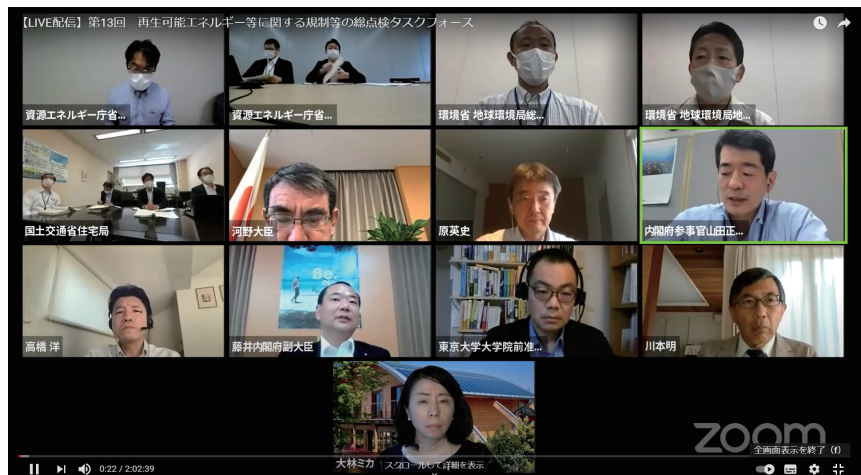 【LIVE配信】第13回 再生可能エネルギー等に関する規制等の総点検タスクフォース
資源エネルギー庁省...
資源エネルギー庁省...
環境省 地球環境局総...
環境省 地球環境局地...
国土交通省住宅局
河野大臣
原英史
内閣府参事官山田正...
高橋 洋
Be.
藤井内閣府副大臣
東京大学大学院前准...
川本明
大林ミカ
スクロールして詳細を表示
zoom
全画面表示を終了 (f)
0:22 / 2:02:39